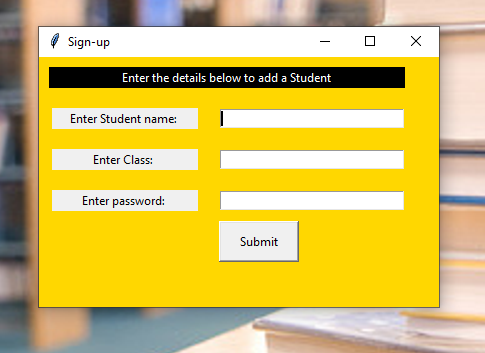 Sign-up
Enter the details below to add a Student
Enter Student name:
Enter Class:
Enter password:
Submit